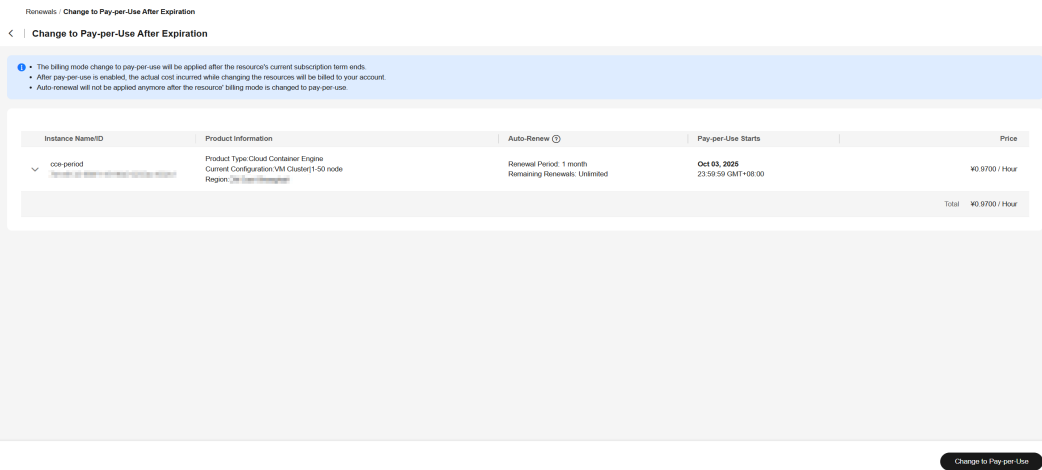 Renewals / Change to Pay-per-Use After Expiration
Change to Pay-per-Use After Expiration
• The billing mode change to pay-per-use will be applied after the resource's current subscription term ends.
• After pay-per-use is enabled, the actual cost incurred while changing the resources will be billed to your account.
• Auto-renewal will not be applied anymore after the resource' billing mode is changed to pay-per-use.
Instance Name/ID Product Information Auto-Renew Pay-per-Use Starts Price
cce-period
Product Type:Cloud Container Engine
Current Configuration:VM Cluster|1-50 node
Region:
Renewal Period: 1 month
Remaining Renewals: Unlimited
Oct 03, 2025
23:59:59 GMT+08:00
¥0.9700 / Hour
Total ¥0.9700 / Hour
Change to Pay-per-Use